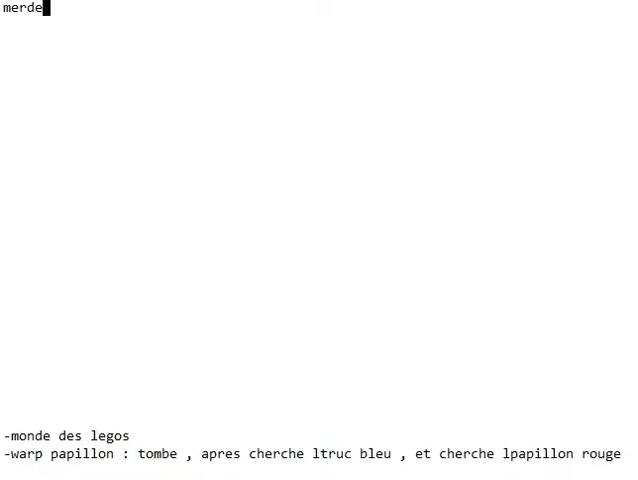 merde
-monde des legos
-warp papillon : tombe , apres cherche ltruc bleu , et cherche lpapillon rouge